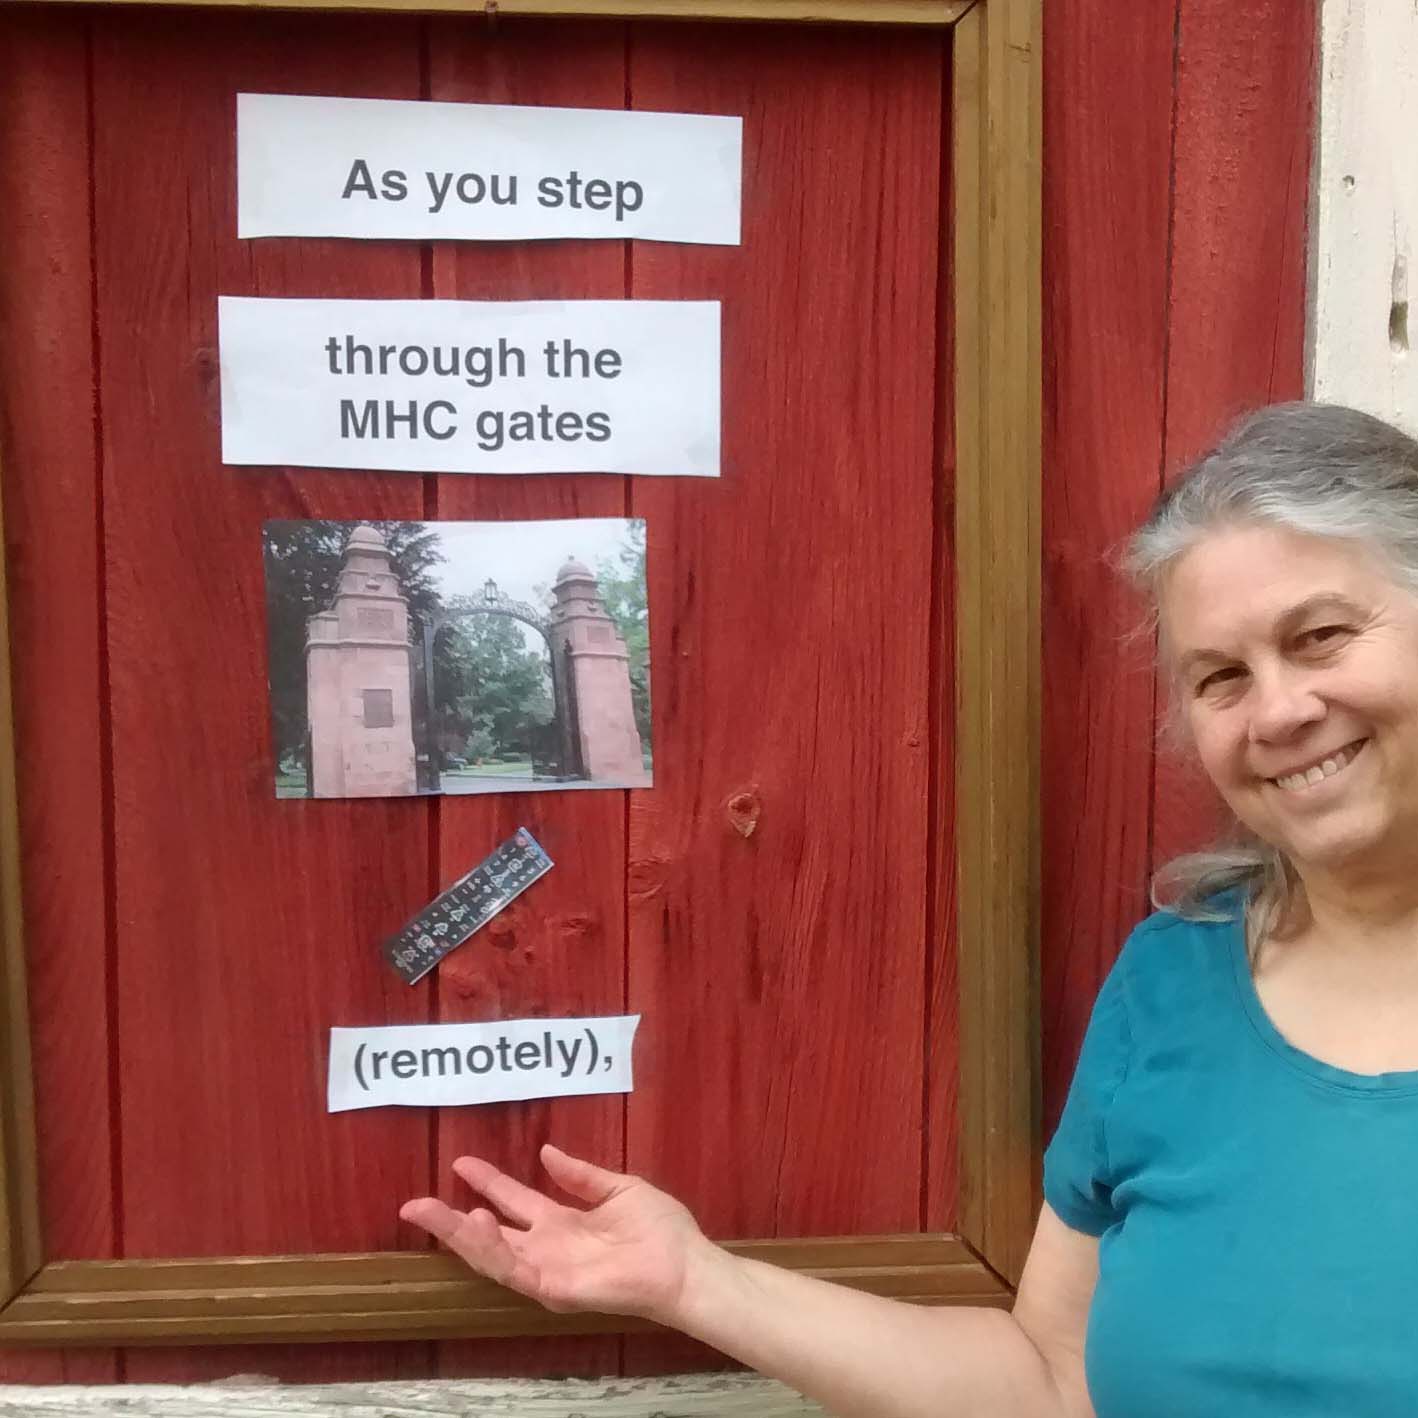 As you step
through the
MHC gates
(remotely),